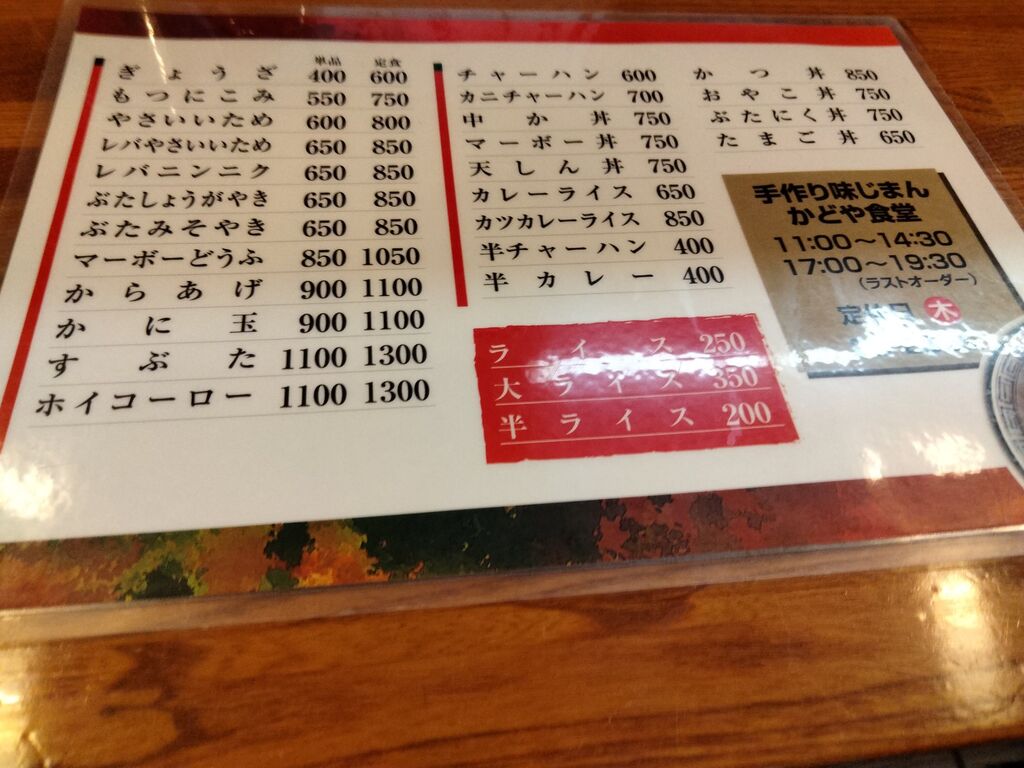 単品 定食
ぎょうざ 400 600
もつにこみ 550 750
やさいいため 600 800
レバやさいいため 650 850
レバニンニク 650 850
ぶたしょうがやき 650 850
ぶたみそやき 650 850
マーボーどうふ 850 1050
からあげ 900 1100
かに玉 900 1100
すぶた 1100 1300
ホイコーロー 1100 1300
チャーハン 600
カニチャーハン 700
中か丼 750
マーボー丼 750
天しん丼 750
カレーライス 650
カツカレーライス 850
半チャーハン 400
半カレー 400
ライス 250
大ライス 350
半ライス 200
かつ丼 850
おやこ丼 750
ぶたにく丼 750
たまご丼 650
手作り味じまん
かどや食堂
11:00～14:30
17:00～19:30
(ラストオーダー)
定休日 木